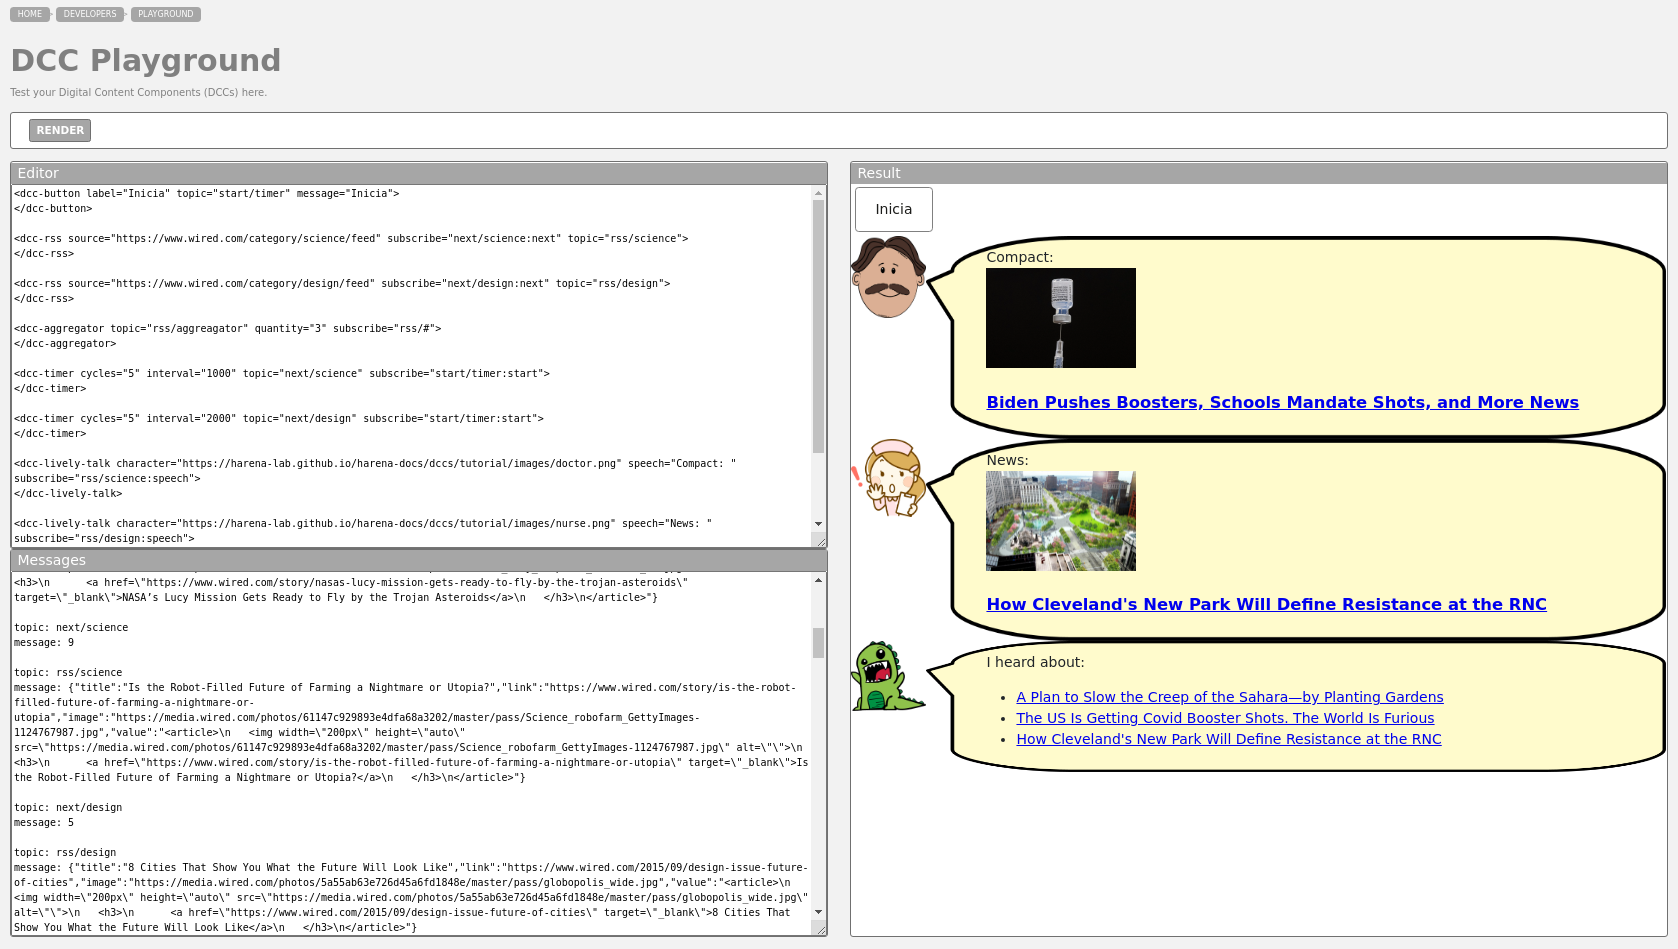 HOME
DEVELOPERS
PLAYGROUND
DCC Playground
Test your Digital Content Components (DCCs) here.
RENDER
Editor
<dcc-button label="Inicia" topic="start/timer" message="Inicia">
</dcc-button>
<dcc-rss source="https://www.wired.com/category/science/feed" subscribe="next/science:next" topic="rss/science">
</dcc-rss>
<dcc-rss source="https://www.wired.com/category/design/feed" subscribe="next/design:next" topic="rss/design">
</dcc-rss>
<dcc-aggregator topic="rss/aggreagator" quantity="3" subscribe="rss/#">
</dcc-aggregator>
<dcc-timer cycles="5" interval="1000" topic="next/science" subscribe="start/timer:start">
</dcc-timer>
<dcc-timer cycles="5" interval="2000" topic="next/design" subscribe="start/timer:start">
</dcc-timer>
<dcc-lively-talk character="https://harena-lab.github.io/harena-docs/dccs/tutorial/images/doctor.png" speech="Compact: "
subscribe="rss/science:speech">
</dcc-lively-talk>
<dcc-lively-talk character="https://harena-lab.github.io/harena-docs/dccs/tutorial/images/nurse.png" speech="News: "
subscribe="rss/design:speech">
Messages
<h3>\n      <a href=\"https://www.wired.com/story/nasas-lucy-mission-gets-ready-to-fly-by-the-trojan-asteroids\"
target=\"_blank\">NASA’s Lucy Mission Gets Ready to Fly by the Trojan Asteroids</a>\n   </h3>\n</article>"}
topic: next/science
message: 9
topic: rss/science
message: {"title":"Is the Robot-Filled Future of Farming a Nightmare or Utopia?","link":"https://www.wired.com/story/is-the-robot-
filled-future-of-farming-a-nightmare-or-
utopia","image":"https://media.wired.com/photos/61147c929893e4dfa68a3202/master/pass/Science_robofarm_GettyImages-
1124767987.jpg","value":"<article>\n   <img width=\"200px\" height=\"auto\"
src=\"https://media.wired.com/photos/61147c929893e4dfa68a3202/master/pass/Science_robofarm_GettyImages-1124767987.jpg\" alt=\"\">\n
<h3>\n      <a href=\"https://www.wired.com/story/is-the-robot-filled-future-of-farming-a-nightmare-or-utopia\" target=\"_blank\">Is
the Robot-Filled Future of Farming a Nightmare or Utopia?</a>\n   </h3>\n</article>"}
topic: next/design
message: 5
topic: rss/design
message: {"title":"8 Cities That Show You What the Future Will Look Like","link":"https://www.wired.com/2015/09/design-issue-future-
of-cities","image":"https://media.wired.com/photos/5a55ab63e726d45a6fd1848e/master/pass/globopolis_wide.jpg","value":"<article>\n
<img width=\"200px\" height=\"auto\" src=\"https://media.wired.com/photos/5a55ab63e726d45a6fd1848e/master/pass/globopolis_wide.jpg\"
alt=\"\">\n   <h3>\n      <a href=\"https://www.wired.com/2015/09/design-issue-future-of-cities\" target=\"_blank\">8 Cities That
Show You What the Future Will Look Like</a>\n   </h3>\n</article>"}
Result
Inicia
Compact:
Biden Pushes Boosters, Schools Mandate Shots, and More News
News:
How Cleveland's New Park Will Define Resistance at the RNC
I heard about:
• A Plan to Slow the Creep of the Sahara—by Planting Gardens
• The US Is Getting Covid Booster Shots. The World Is Furious
• How Cleveland's New Park Will Define Resistance at the RNC